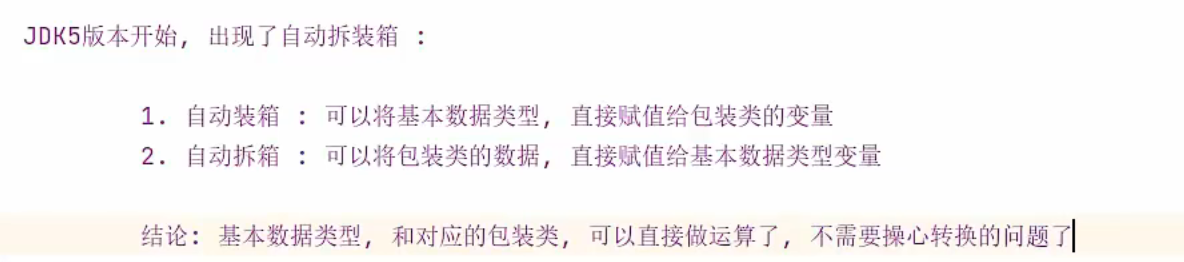 JDK5版本开始, 出现了自动拆装箱 :
1. 自动装箱 : 可以将基本数据类型, 直接赋值给包装类的变量
2. 自动拆箱 : 可以将包装类的数据, 直接赋值给基本数据类型变量
结论: 基本数据类型, 和对应的包装类, 可以直接做运算了, 不需要操心转换的问题了